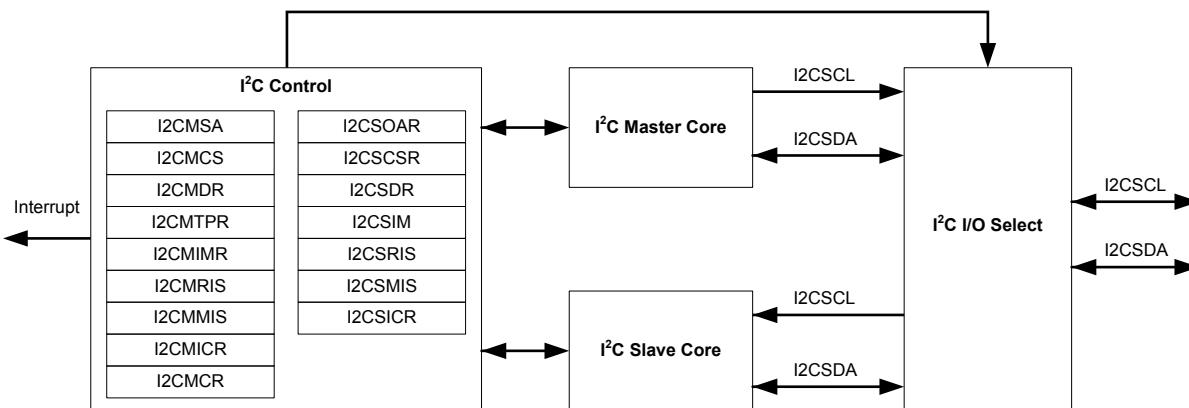 I²C Control
I2CMSA
I2CMCS
I2CMDR
I2CMTPR
I2CMIMR
I2CMRIS
I2CMMIS
I2CMICR
I2CMCR
I2CSOAR
I2CSCSR
I2CSDR
I2CSIM
I2CSRIS
I2CSMIS
I2CSICR
Interrupt
I²C Master Core
I2CSCL
I2CSDA
I²C Slave Core
I2CSCL
I2CSDA
I²C I/O Select
I2CSCL
I2CSDA